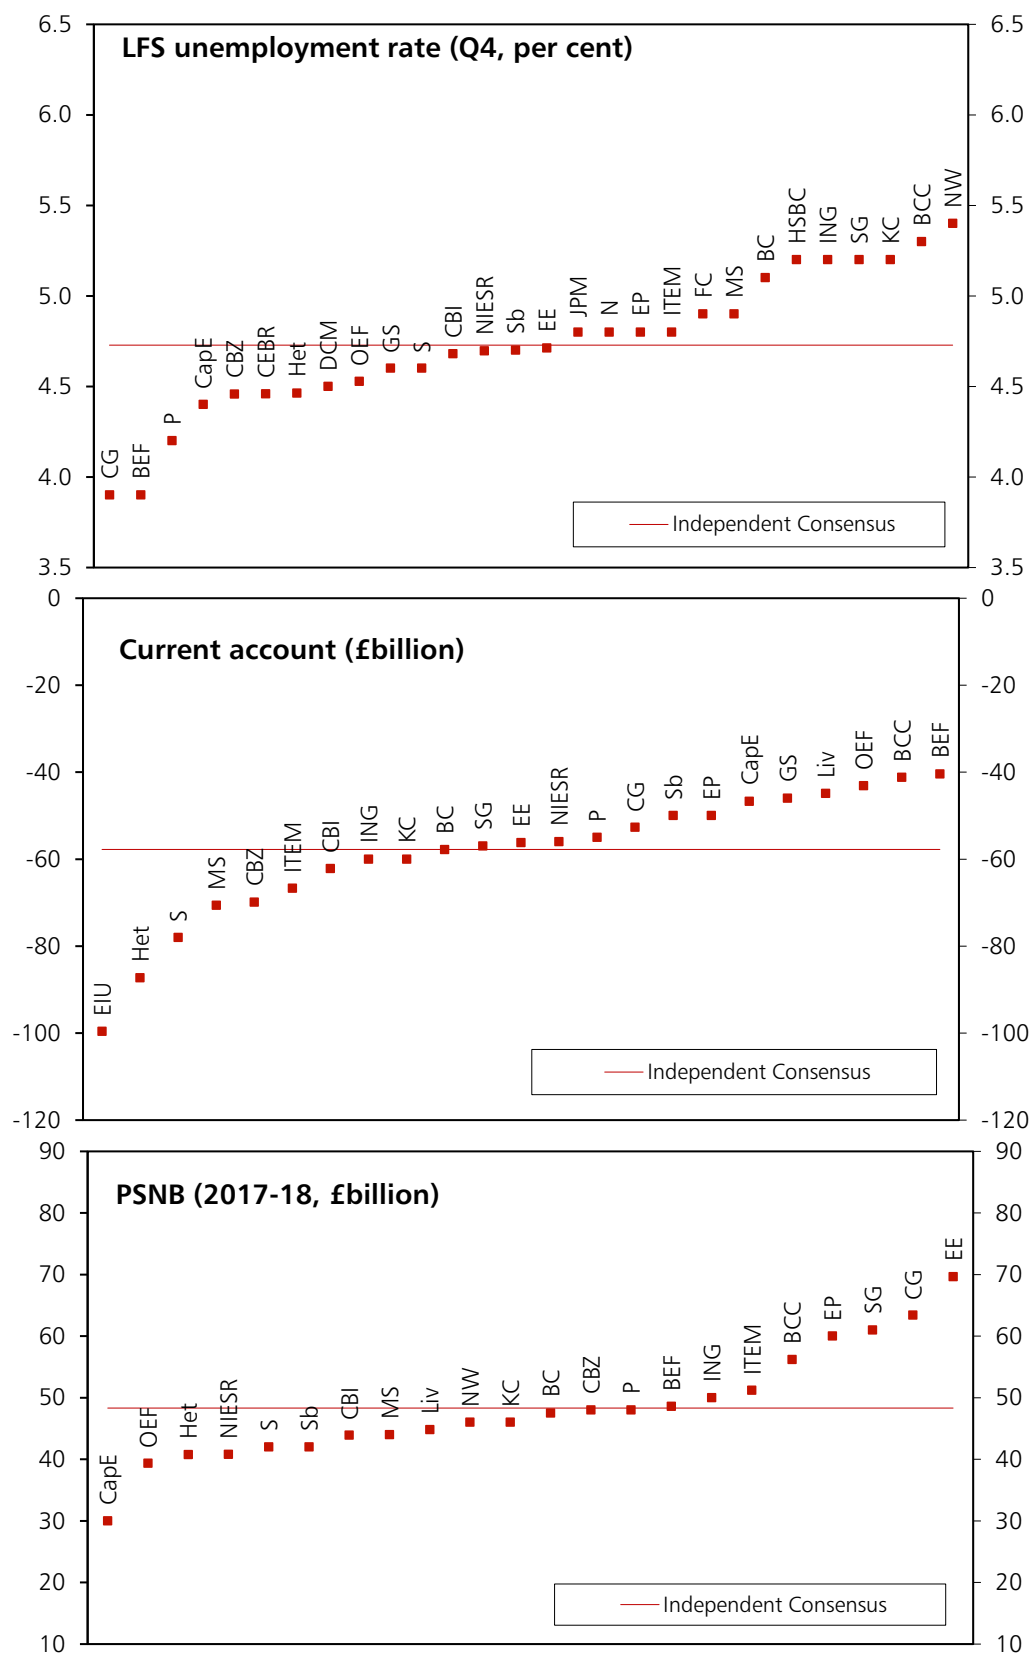 LFS unemployment rate (Q4, per cent)
6.5
6.0
5.5
5.0
4.5
4.0
3.5
6.5
6.0
5.5
5.0
4.5
4.0
3.5
CG
BEF
P
CapE
CBZ
CEBR
Het
DCM
OEF
GS
S
CBI
NIESR
Sb
EE
JPM
N
EP
ITEM
FC
MS
BC
HSBC
ING
SG
KC
BCC
NW
Independent Consensus
Current account (£billion)
0
-20
-40
-60
-80
-100
-120
0
-20
-40
-60
-80
-100
-120
EIU
Het
S
MS
CBZ
ITEM
CBI
ING
KC
BC
SG
EE
NIESR
P
CG
Sb
EP
CapE
GS
Liv
OEF
BCC
BEF
Independent Consensus
PSNB (2017-18, £billion)
90
80
70
60
50
40
30
20
10
90
80
70
60
50
40
30
20
10
CapE
OEF
Het
NIESR
S
Sb
CBI
MS
Liv
NW
KC
BC
CBZ
P
BEF
ING
ITEM
BCC
EP
SG
CG
EE
Independent Consensus